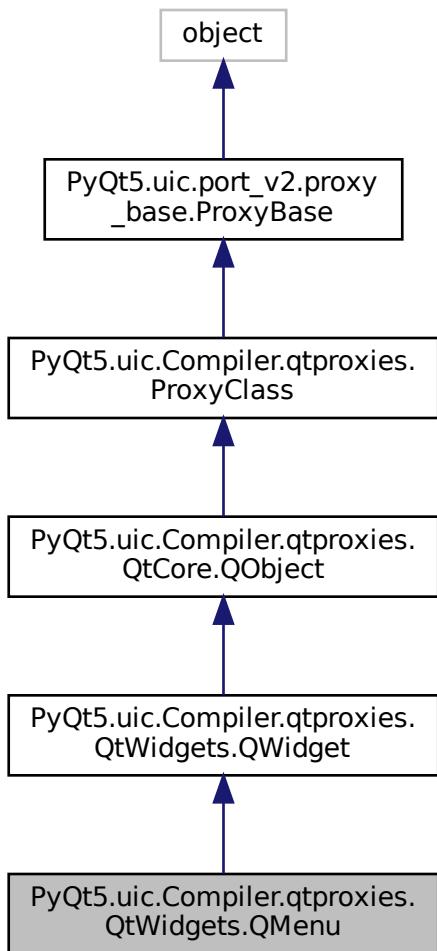 object
PyQt5.uic.port_v2.proxy
_base.ProxyBase
PyQt5.uic.Compiler.qtproxies.
ProxyClass
PyQt5.uic.Compiler.qtproxies.
QtCore.QObject
PyQt5.uic.Compiler.qtproxies.
QtWidgets.QWidget
PyQt5.uic.Compiler.qtproxies.
QtWidgets.QMenu